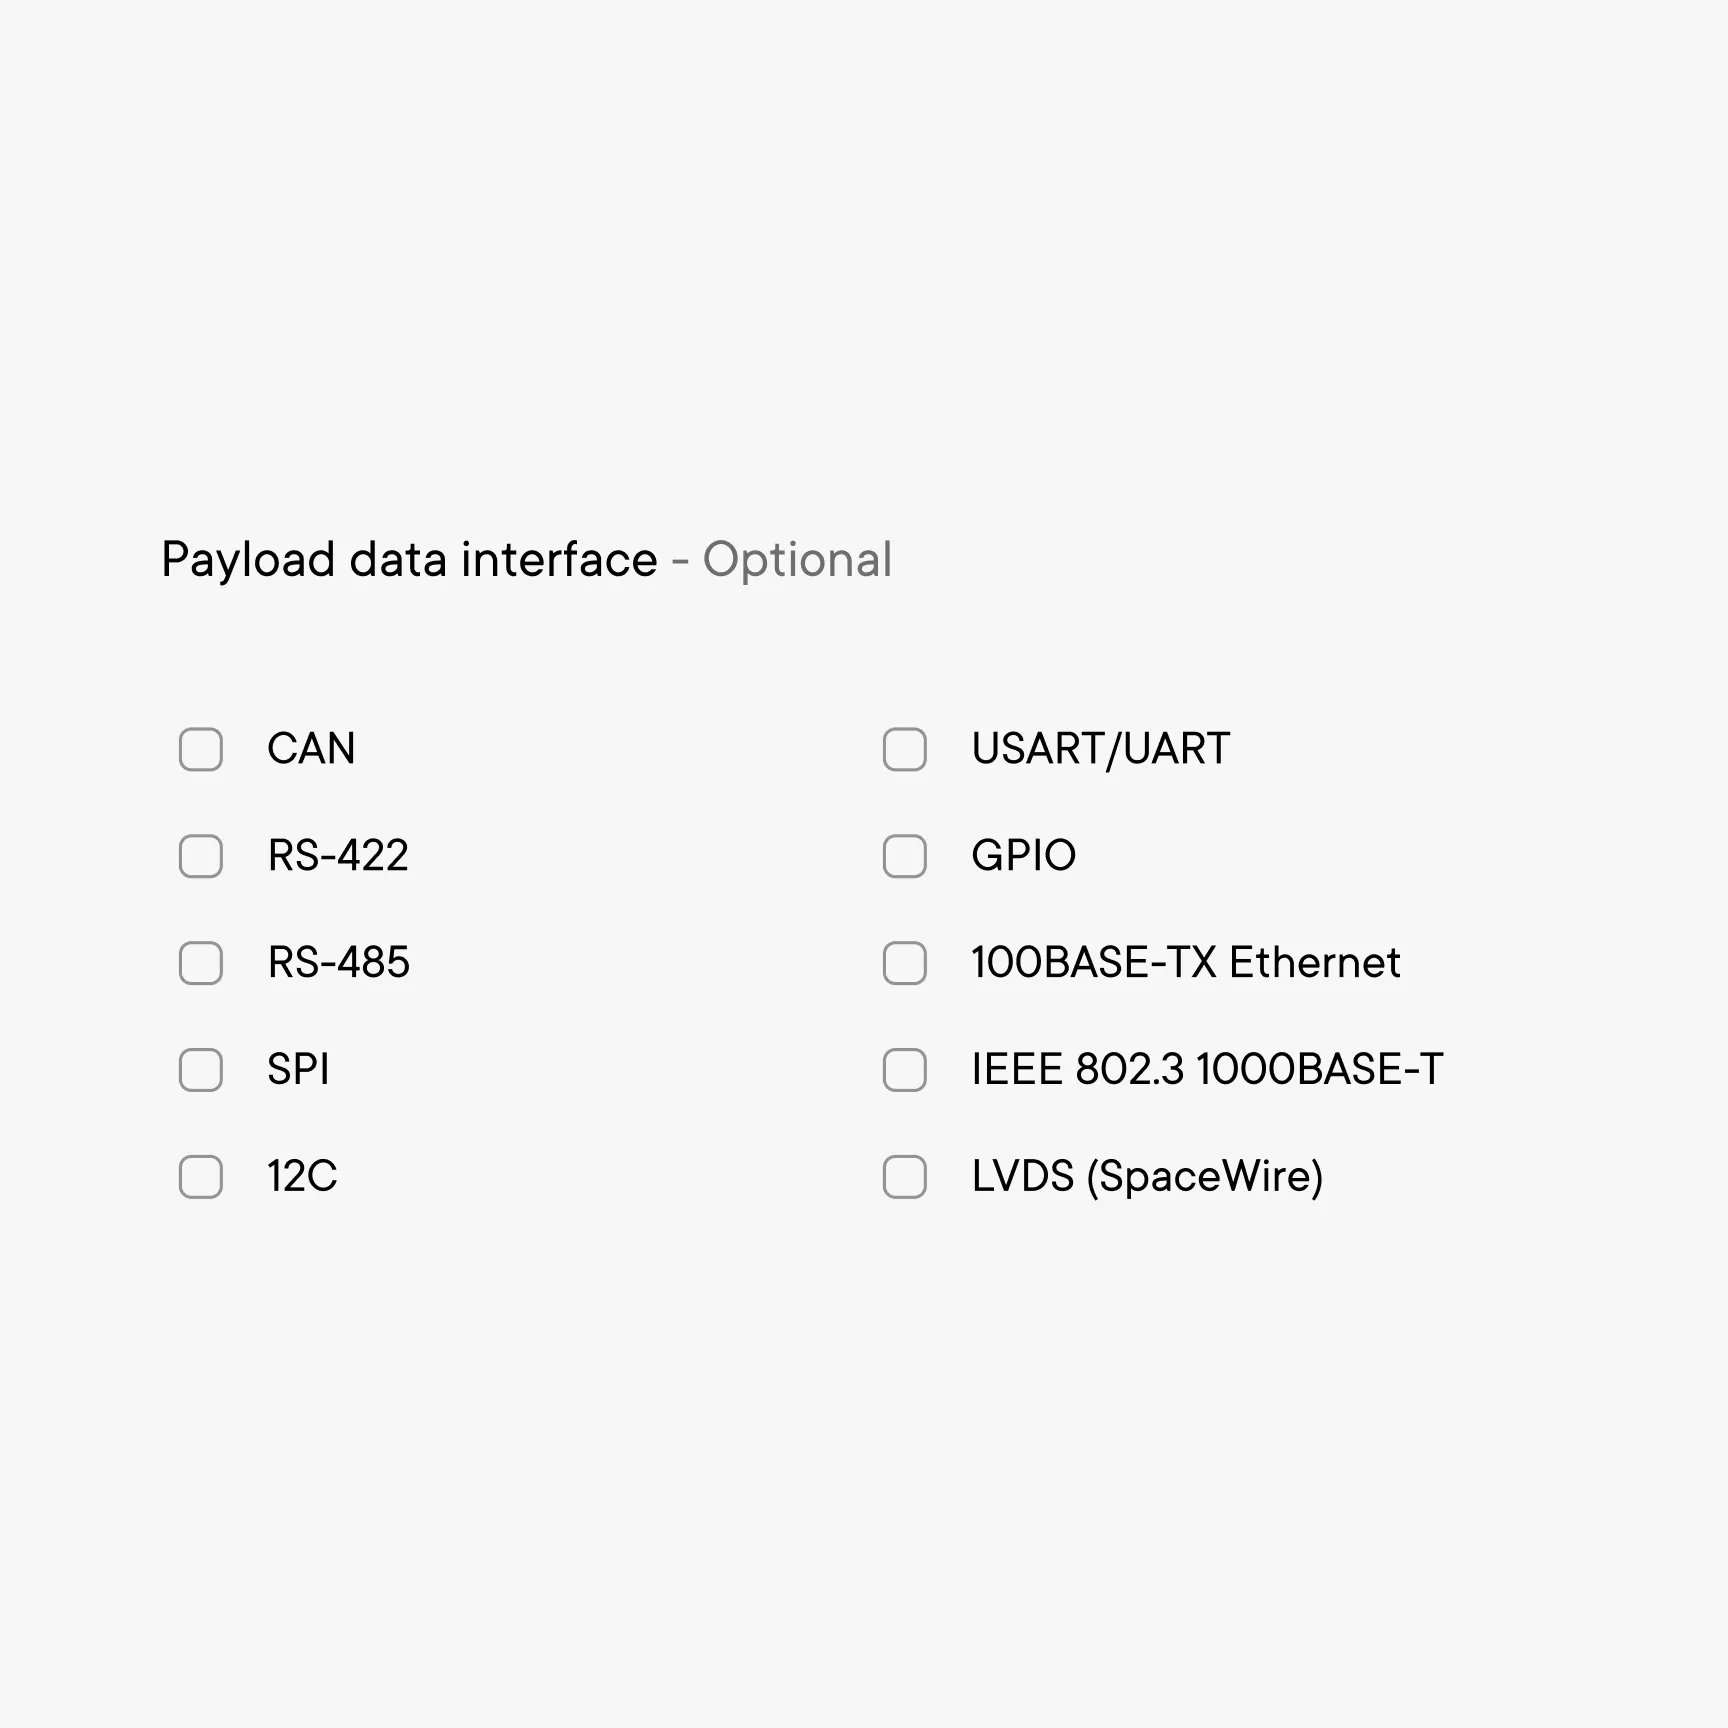 Payload data interface - Optional
CAN
RS-422
RS-485
SPI
12C
USART/UART
GPIO
100BASE-TX Ethernet
IEEE 802.3 1000BASE-T
LVDS (SpaceWire)